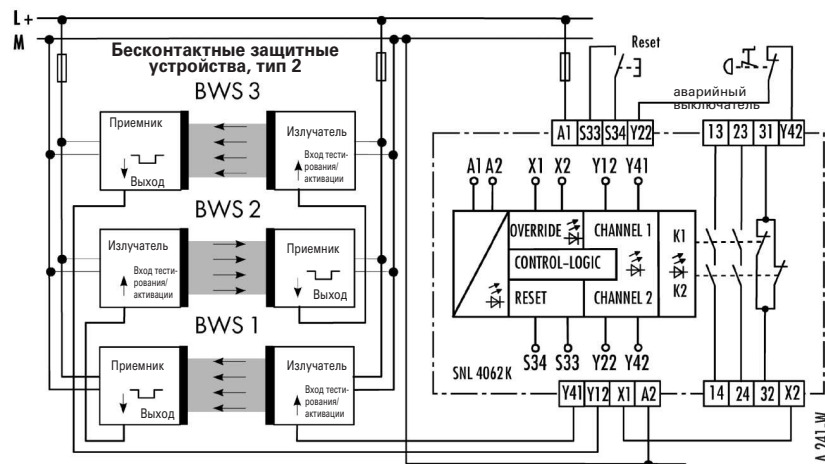 L+
M
Бесконтактные защитные
устройства, тип 2
Reset
аварийный
выключатель
BWS 3
Приемник
Выход
Излучатель
Вход тести-
рования/
активации
BWS 2
Излучатель
Вход тести-
рования/
активации
Приемник
Выход
BWS 1
Приемник
Выход
Излучатель
Вход тести-
рования/
активации
A1 S33 S34 Y22
13 23 31 Y42
A1 A2 X1 X2 Y12 Y41
OVERRIDE CHANNEL 1
CONTROL-LOGIC
RESET CHANNEL 2
K1
K2
S34 S33 Y22 Y42
SNL 4062K
Y41 Y12 X1 A2
14 24 32 X2
A 241-W